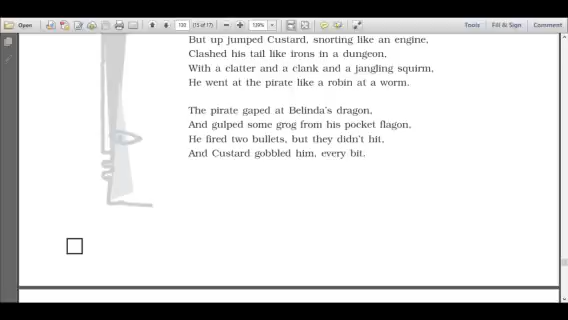 Open
130
(15 of 17)
139%
Tools
Fill & Sign
Comment
But up jumped Custard, snorting like an engine,
Clashed his tail like irons in a dungeon,
With a clatter and a clank and a jangling squirm,
He went at the pirate like a robin at a worm.
The pirate gaped at Belinda's dragon,
And gulped some grog from his pocket flagon,
He fired two bullets, but they didn't hit,
And Custard gobbled him, every bit.